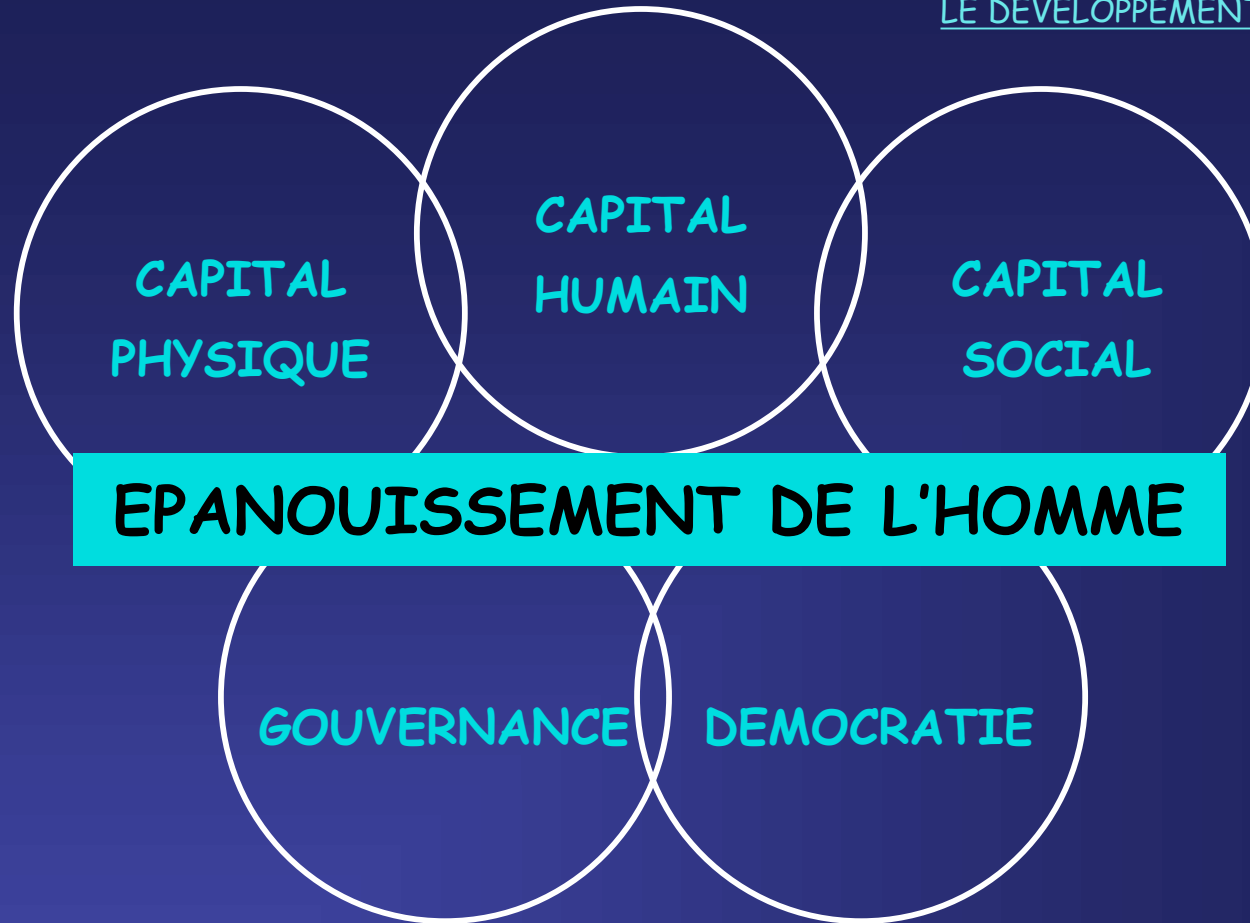 LE DEVELOPPEMENT
CAPITAL
HUMAIN
CAPITAL
PHYSIQUE
CAPITAL
SOCIAL
EPANOUISSEMENT DE L’HOMME
GOUVERNANCE
DEMOCRATIE